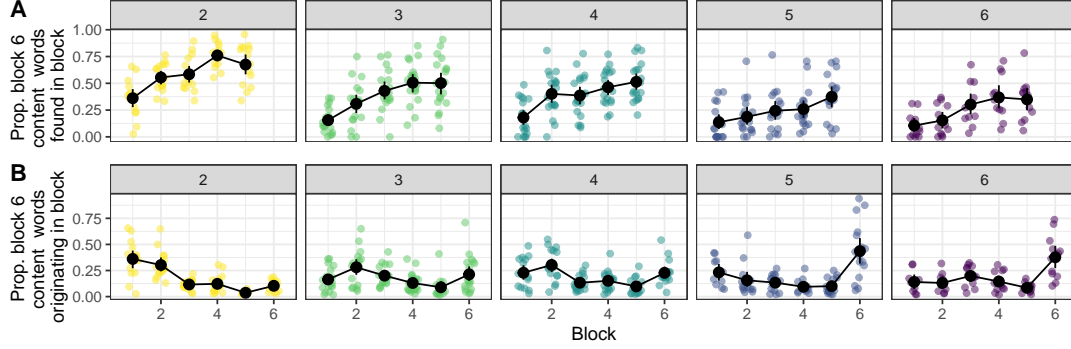 A
2 3 4 5 6
Prop. block 6
content words
found in block
1.00
0.75
0.50
0.25
0.00
B
2 3 4 5 6
Prop. block 6
content words
originating in block
0.75
0.50
0.25
0.00
2 4 6 2 4 6 2 4 6 2 4 6 2 4 6
Block